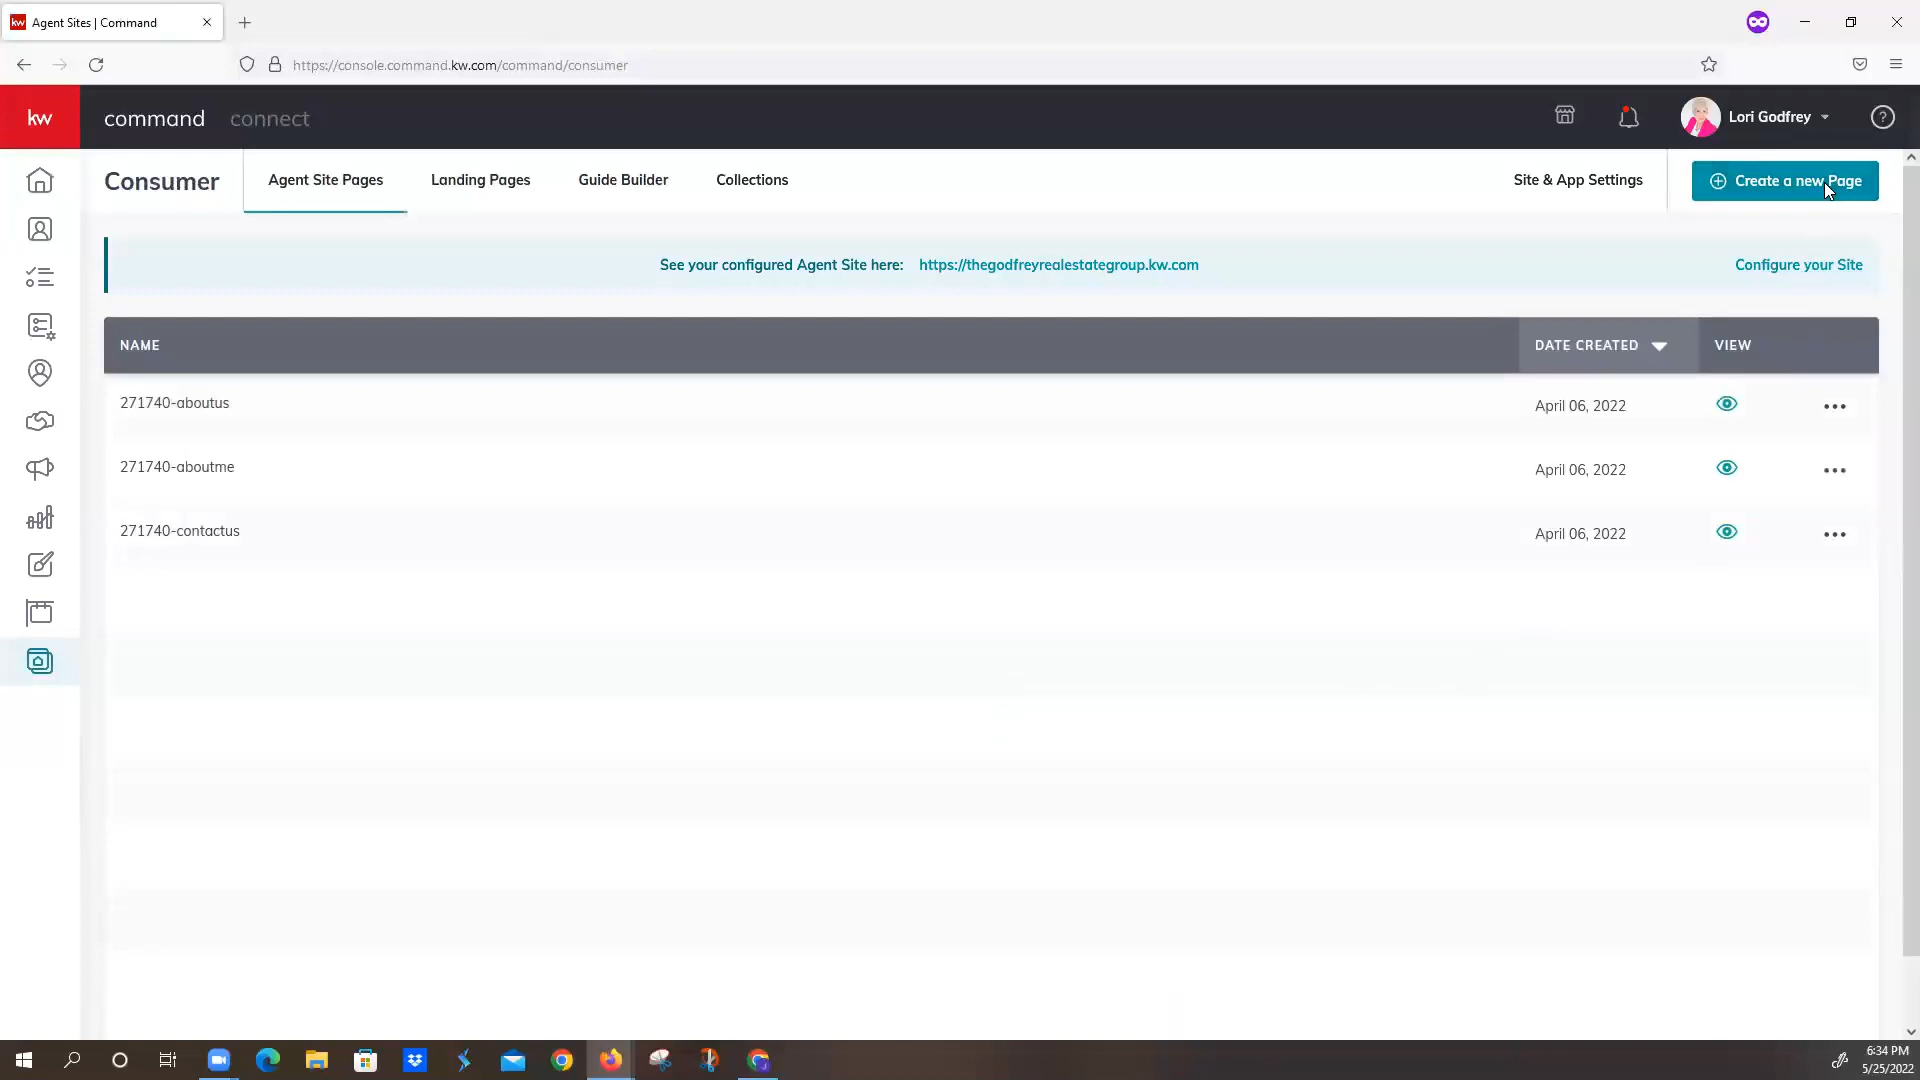 Agent Sites | Command
https://console.command.kw.com/command/consumer
kw command connect Lori Godfrey
Consumer Agent Site Pages Landing Pages Guide Builder Collections Site & App Settings Create a new Page
See your configured Agent Site here: https://thegodfreyrealestategroup.kw.com Configure your Site
NAME DATE CREATED VIEW
271740-aboutus April 06, 2022
271740-aboutme April 06, 2022
271740-contactus April 06, 2022
6:34 PM
5/25/2022